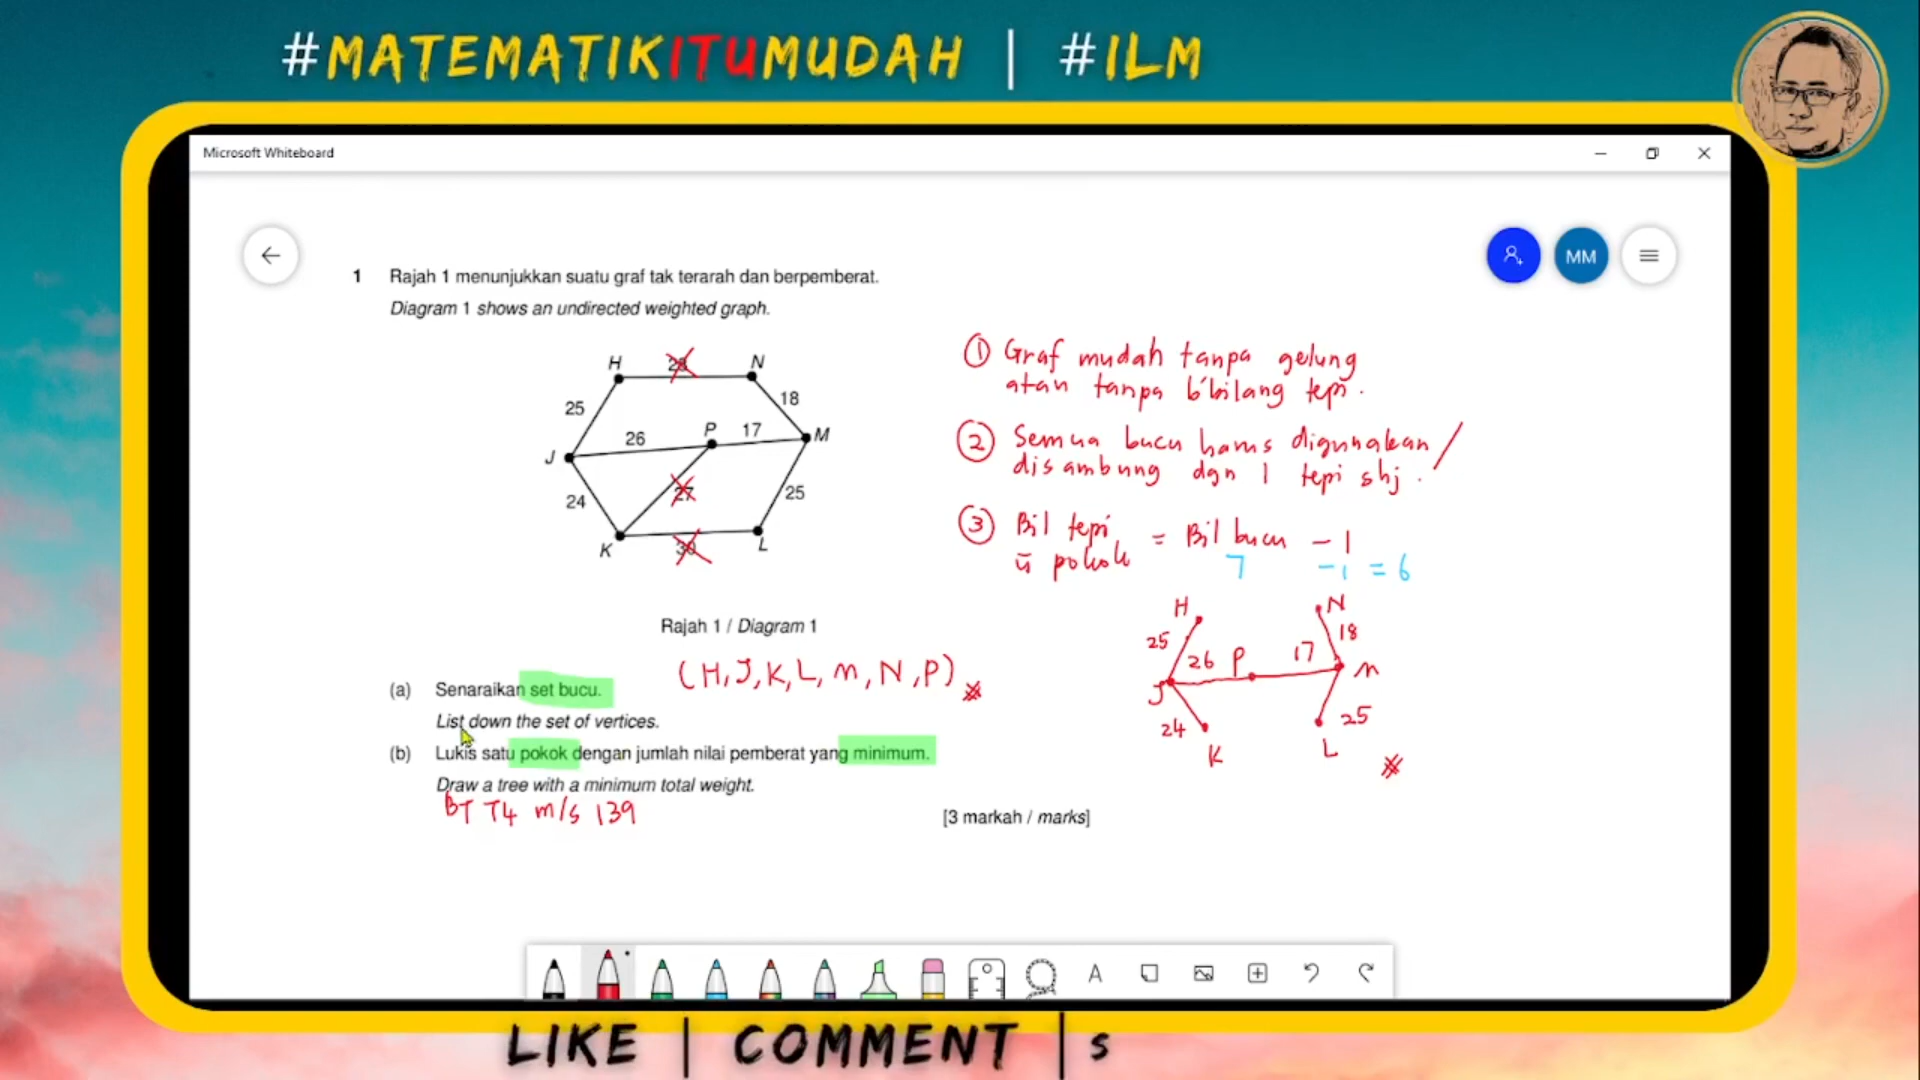 #MATEMATIKITUMUDAH | #ILM
Microsoft Whiteboard
MM
1 Rajah 1 menunjukkan suatu graf tak terarah dan berpemberat.
Diagram 1 shows an undirected weighted graph.
H
N
25
18
26
P
17
M
J
24
27
25
K
30
L
Rajah 1 / Diagram 1
(a) Senaraikan set bucu.
(H, J, K, L, M, N, P)
List down the set of vertices.
(b) Lukis satu pokok dengan jumlah nilai pemberat yang minimum.
Draw a tree with a minimum total weight.
BT T4 m/s 139
[3 markah / marks]
① Graf mudah tanpa gelung
atau tanpa b'bilang tepi.
② Semua bucu harus digunakan /
disambung dgn 1 tepi shj.
③ Bil tepi = Bil bucu - 1
ū pokok 7 -1 = 6
H
N
25
18
26 P 17
M
J
24
25
K
L
A
LIKE | COMMENT | S